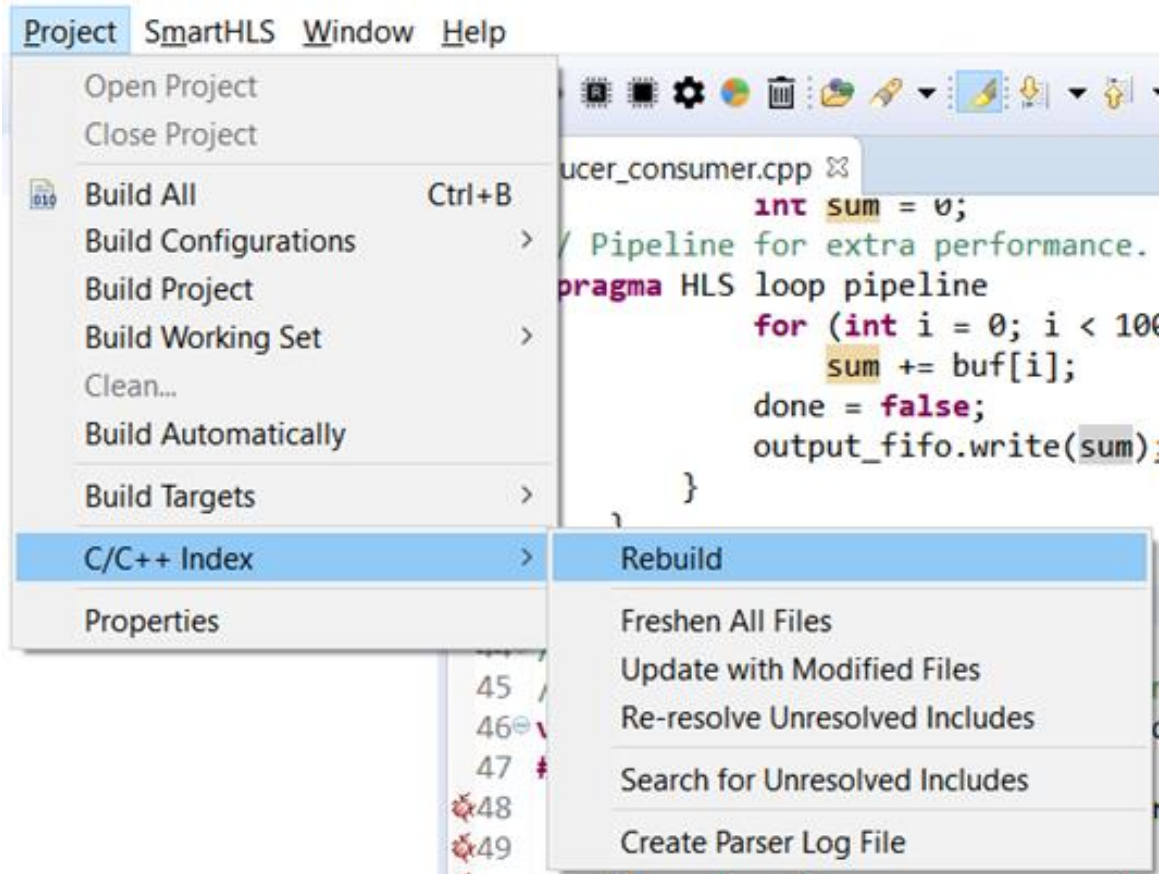 Project SmartHLS Window Help
Open Project
Close Project
Build All Ctrl+B
Build Configurations >
Build Project
Build Working Set >
Clean...
Build Automatically
Build Targets >
C/C++ Index >
Properties
Rebuild
Freshen All Files
Update with Modified Files
Re-resolve Unresolved Includes
Search for Unresolved Includes
Create Parser Log File
ucer_consumer.cpp
int sum = 0;
/ Pipeline for extra performance.
pragma HLS loop pipeline
for (int i = 0; i < 100
sum += buf[i];
done = false;
output_fifo.write(sum);
}
}
44
45 /
46
47 #
48
49